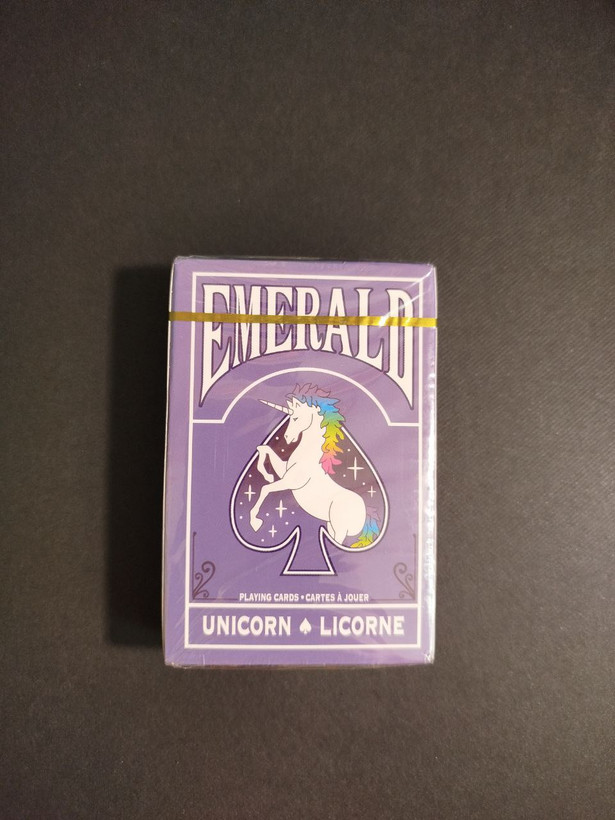 EMERALD
PLAYING CARDS • CARTES À JOUER
UNICORN ♠ LICORNE